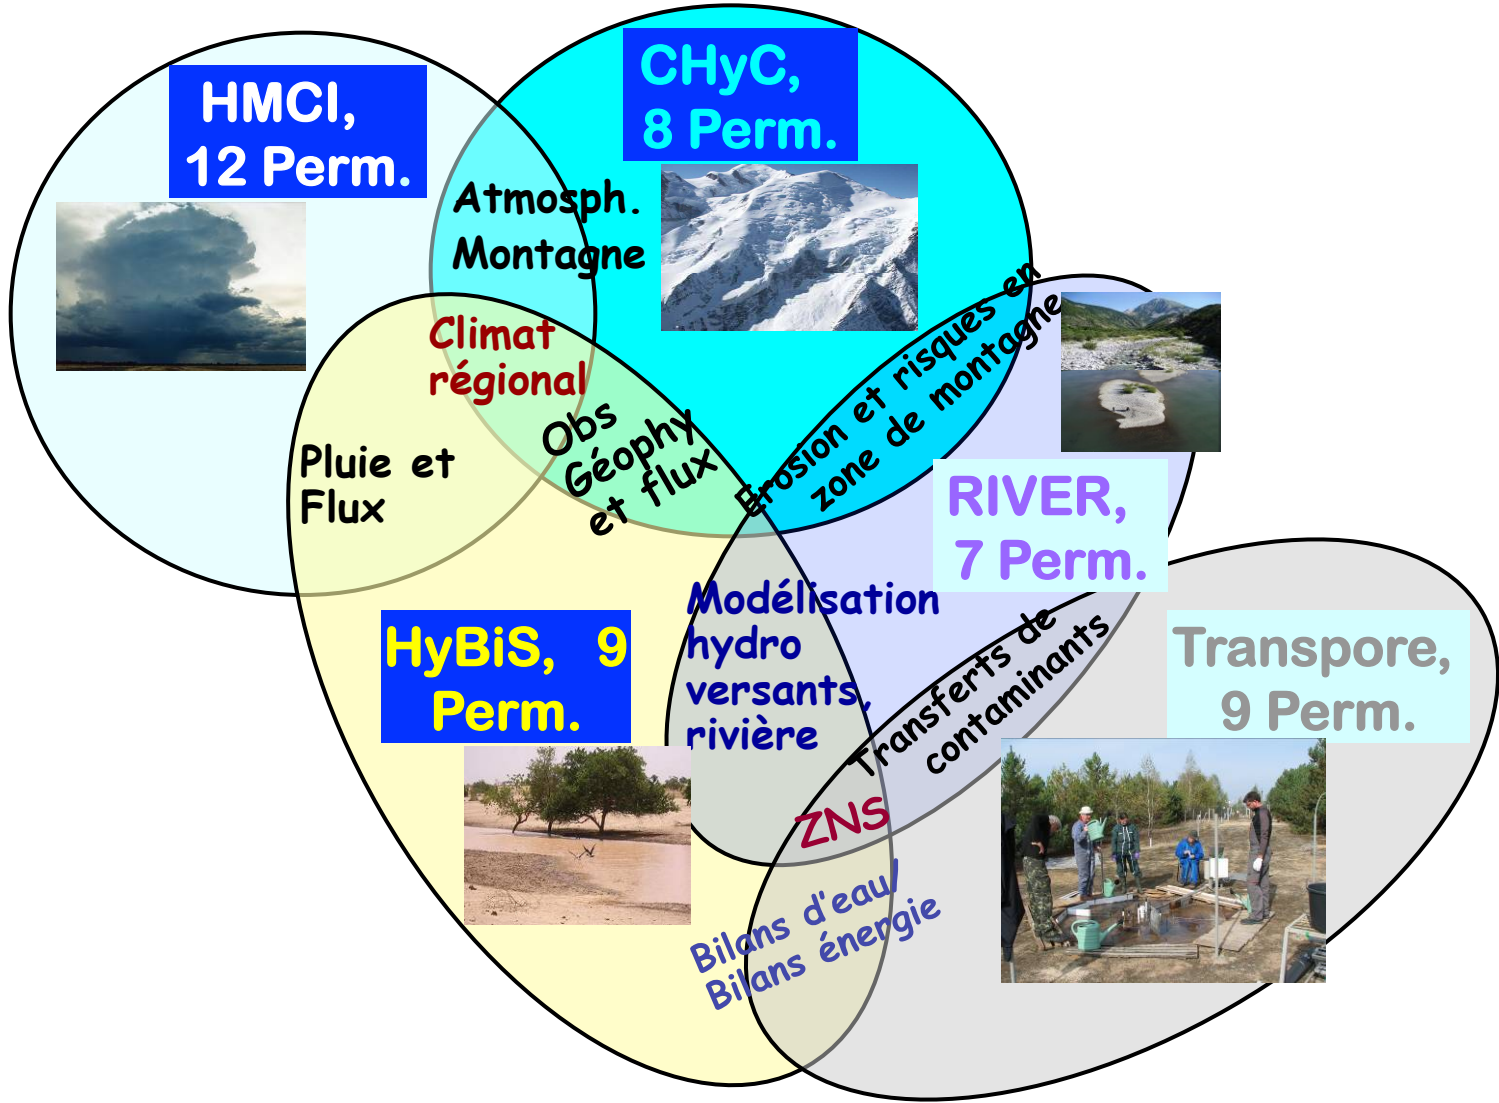 HMCI,
12 Perm.
CHyC,
8 Perm.
Atmosph.
Montagne
Climat
régional
Obs
Géophy
et flux
Erosion et risques en
zone de montagne
Pluie et
Flux
RIVER,
7 Perm.
Modélisation
hydro
versants,
rivière
HyBiS, 9
Perm.
Transferts de
contaminants
Transpore,
9 Perm.
ZNS
Bilans d'eau/
Bilans énergie